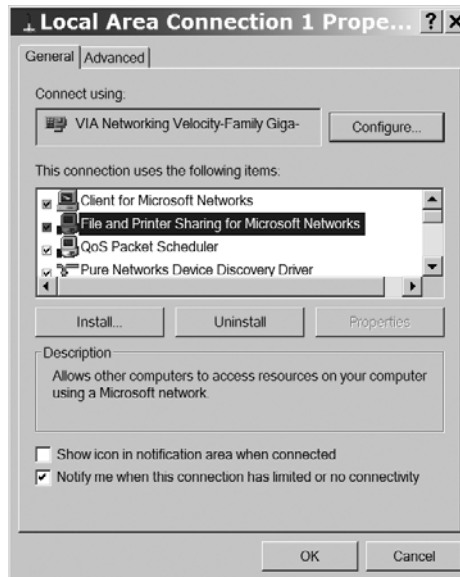 Local Area Connection 1 Prope... ? X
General Advanced
Connect using:
VIA Networking Velocity-Family Giga- Configure...
This connection uses the following items:
Client for Microsoft Networks
File and Printer Sharing for Microsoft Networks
QoS Packet Scheduler
Pure Networks Device Discovery Driver
Install... Uninstall Properties
Description
Allows other computers to access resources on your computer
using a Microsoft network.
Show icon in notification area when connected
Notify me when this connection has limited or no connectivity
OK Cancel